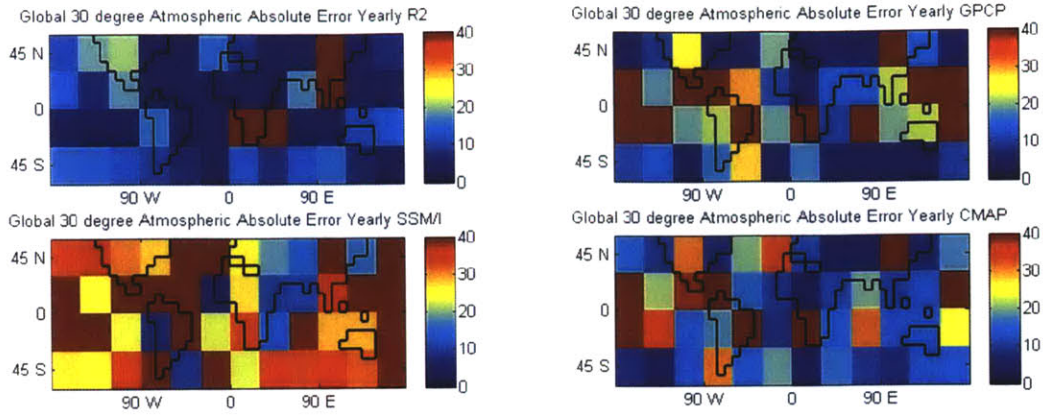 Global 30 degree Atmospheric Absolute Error Yearly R2
45 N
0
45 S
90 W 0 90 E
40
30
20
10
0
Global 30 degree Atmospheric Absolute Error Yearly GPCP
45 N
0
45 S
90 W 0 90 E
40
30
20
10
0
Global 30 degree Atmospheric Absolute Error Yearly SSM/I
45 N
0
45 S
90 W 0 90 E
40
30
20
10
0
Global 30 degree Atmospheric Absolute Error Yearly CMAP
45 N
0
45 S
90 W 0 90 E
40
30
20
10
0